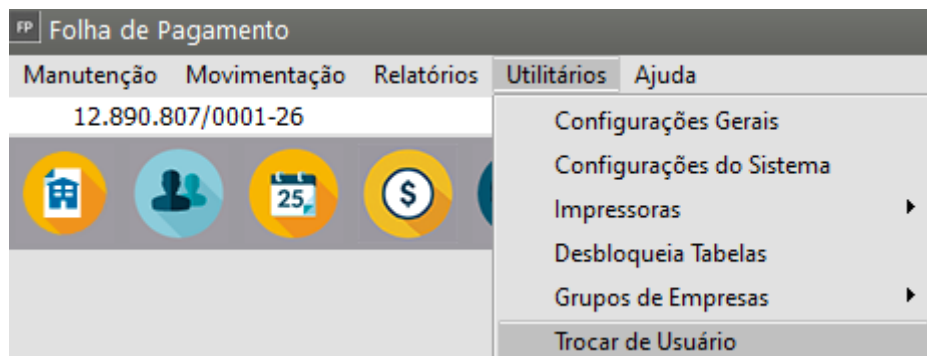 FP Folha de Pagamento
Manutenção Movimentação Relatórios Utilitários Ajuda
12.890.807/0001-26
25
$
Configurações Gerais
Configurações do Sistema
Impressoras
Desbloqueia Tabelas
Grupos de Empresas
Trocar de Usuário